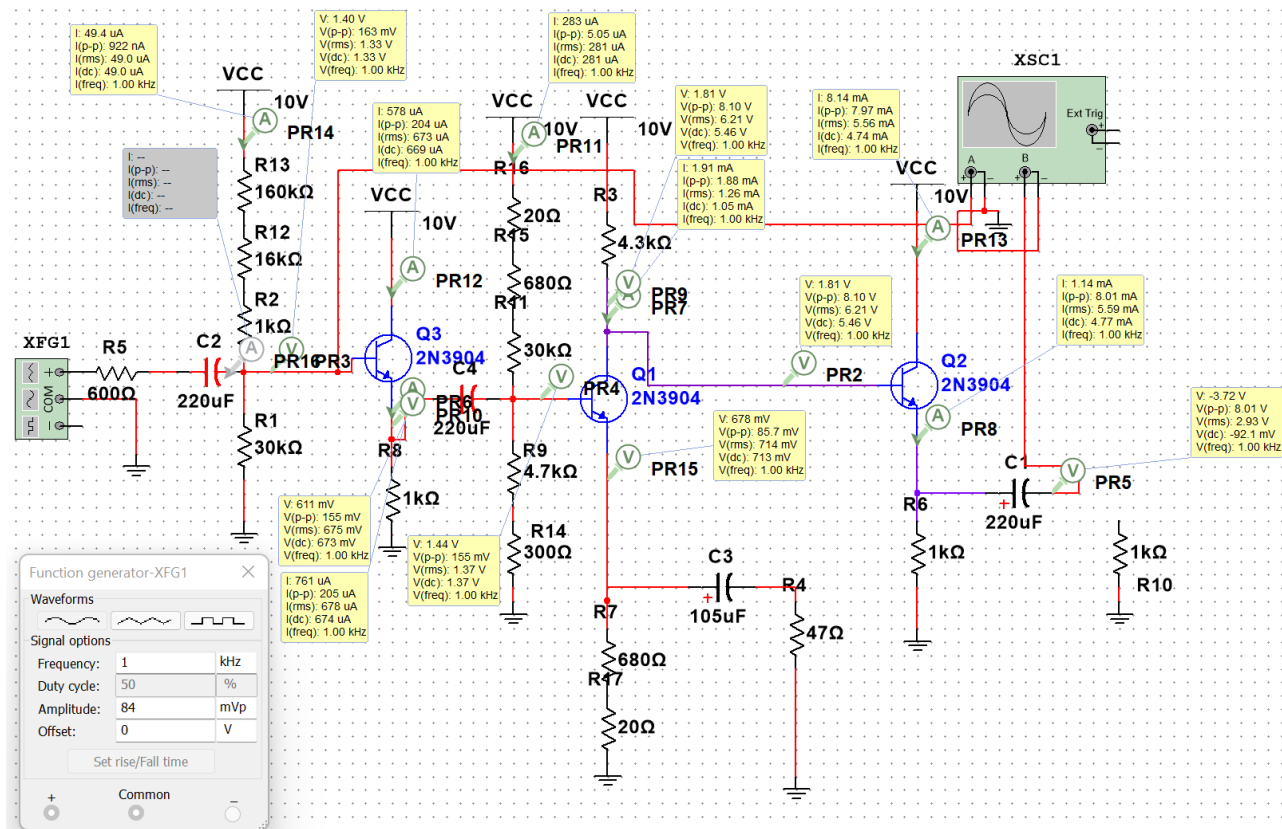 I: 49.4 uA
I(p-p): 922 nA
I(rms): 49.0 uA
I(dc): 49.0 uA
I(freq): 1.00 kHz
V: 1.40 V
V(p-p): 163 mV
V(rms): 1.33 V
V(dc): 1.33 V
V(freq): 1.00 kHz
I: 283 uA
I(p-p): 5.05 uA
I(rms): 281 uA
I(dc): 281 uA
I(freq): 1.00 kHz
XSC1
Ext Trig
A
B
VCC
10V
A
PR14
I: --
I(p-p): --
I(rms): --
I(dc): --
I(freq): --
R13
160kΩ
R12
16kΩ
R2
1kΩ
A
PR16
V
PR3
I: 578 uA
I(p-p): 204 uA
I(rms): 673 uA
I(dc): 669 uA
I(freq): 1.00 kHz
VCC
10V
A
PR12
VCC
10V
A
PR11
R16
20Ω
R15
680Ω
R11
30kΩ
VCC
10V
R3
4.3kΩ
V: 1.81 V
V(p-p): 8.10 V
V(rms): 6.21 V
V(dc): 5.46 V
V(freq): 1.00 kHz
I: 1.91 mA
I(p-p): 1.88 mA
I(rms): 1.26 mA
I(dc): 1.05 mA
I(freq): 1.00 kHz
V
PR9
A
PR7
I: 8.14 mA
I(p-p): 7.97 mA
I(rms): 5.56 mA
I(dc): 4.74 mA
I(freq): 1.00 kHz
VCC
10V
A
PR13
V: 1.81 V
V(p-p): 8.10 V
V(rms): 6.21 V
V(dc): 5.46 V
V(freq): 1.00 kHz
I: 1.14 mA
I(p-p): 8.01 mA
I(rms): 5.59 mA
I(dc): 4.77 mA
I(freq): 1.00 kHz
XFG1
COM
R5
600Ω
C2
220uF
Q3
2N3904
A
PR6
V
PR10
C4
220uF
V
PR4
Q1
2N3904
V
PR2
Q2
2N3904
A
PR8
V: -3.72 V
V(p-p): 8.01 V
V(rms): 2.93 V
V(dc): -92.1 mV
V(freq): 1.00 kHz
R1
30kΩ
R8
1kΩ
R9
4.7kΩ
R14
300Ω
V: 678 mV
V(p-p): 85.7 mV
V(rms): 714 mV
V(dc): 713 mV
V(freq): 1.00 kHz
V
PR15
C1
220uF
V
PR5
R6
1kΩ
1kΩ
R10
V: 611 mV
V(p-p): 155 mV
V(rms): 675 mV
V(dc): 673 mV
V(freq): 1.00 kHz
I: 761 uA
I(p-p): 205 uA
I(rms): 678 uA
I(dc): 674 uA
I(freq): 1.00 kHz
V: 1.44 V
V(p-p): 155 mV
V(rms): 1.37 V
V(dc): 1.37 V
V(freq): 1.00 kHz
C3
105uF
R4
47Ω
R7
680Ω
R17
20Ω
Function generator-XFG1
Waveforms
Signal options
Frequency: 1 kHz
Duty cycle: 50 %
Amplitude: 84 mVp
Offset: 0 V
Set rise/Fall time
+ Common −